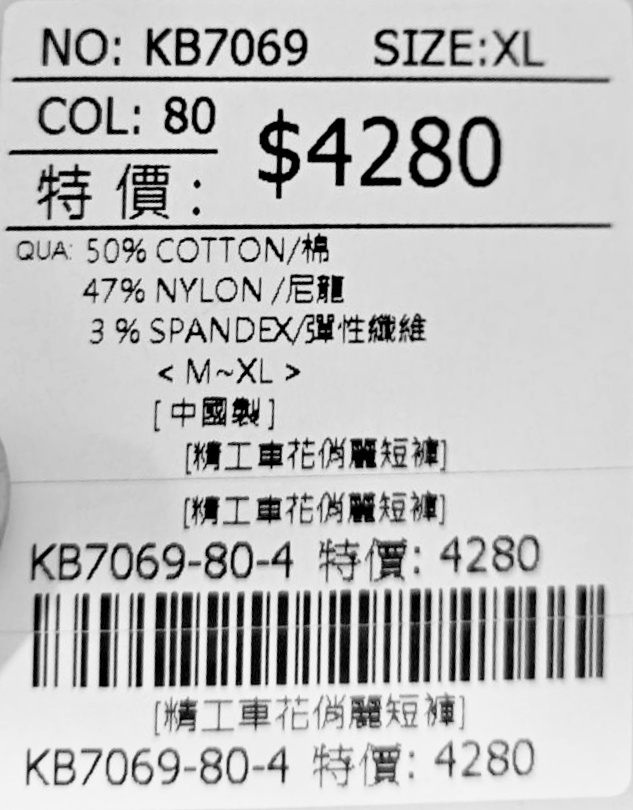 NO: KB7069 SIZE:XL
COL: 80
$4280
特價:
QUA: 50% COTTON/棉
47% NYLON /尼龍
3 % SPANDEX/彈性纖維
< M~XL >
[ 中國製 ]
[精工車花俏麗短褲]
[精工車花俏麗短褲]
KB7069-80-4 特價: 4280
[精工車花俏麗短褲]
KB7069-80-4 特價: 4280